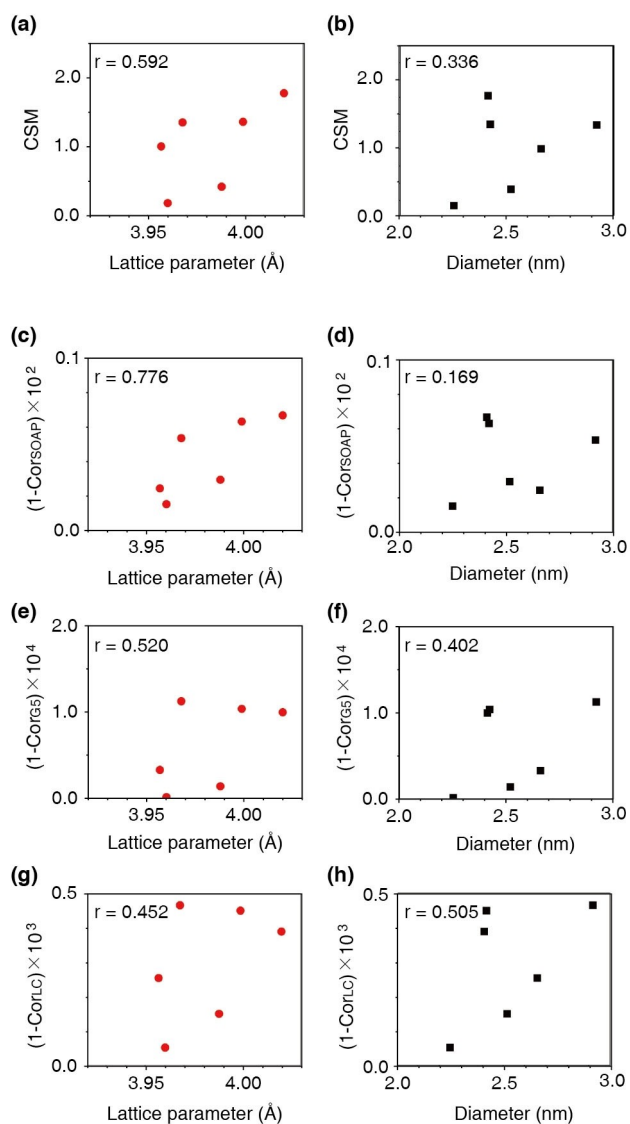 (a)
r = 0.592
2.0
1.0
0.0
CSM
3.95
4.00
Lattice parameter (Å)
(b)
r = 0.336
2.0
1.0
0.0
CSM
2.0
2.5
3.0
Diameter (nm)
(c)
0.1
r = 0.776
0.0
(1-CorSOAP)×10²
3.95
4.00
Lattice parameter (Å)
(d)
0.1
r = 0.169
0.0
(1-CorSOAP)×10²
2.0
2.5
3.0
Diameter (nm)
(e)
2.0
r = 0.520
1.0
0.0
(1-CorG5)×10⁴
3.95
4.00
Lattice parameter (Å)
(f)
2.0
r = 0.402
1.0
0.0
(1-CorG5)×10⁴
2.0
2.5
3.0
Diameter (nm)
(g)
0.5
r = 0.452
0.0
(1-CorLC)×10³
3.95
4.00
Lattice parameter (Å)
(h)
0.5
r = 0.505
0.0
(1-CorLC)×10³
2.0
2.5
3.0
Diameter (nm)